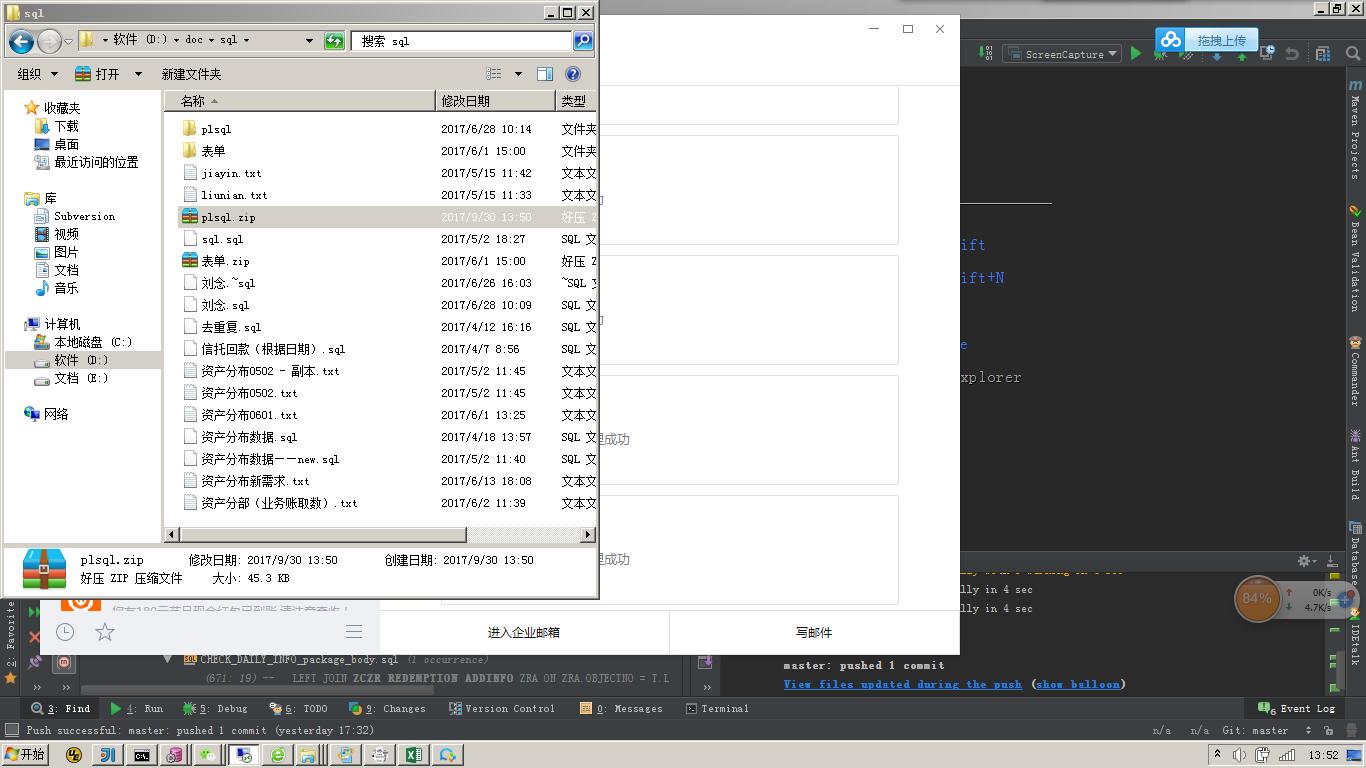 sql
软件 (D:) doc sql
搜索 sql
组织 打开 新建文件夹
名称 修改日期 类型
收藏夹
下载
桌面
最近访问的位置
库
Subversion
视频
图片
文档
音乐
计算机
本地磁盘 (C:)
软件 (D:)
文档 (E:)
网络
plsql 2017/6/28 10:14 文件夹
表单 2017/6/1 15:00 文件夹
jiayin.txt 2017/5/15 11:42 文本文
liunian.txt 2017/5/15 11:33 文本文
plsql.zip 2017/9/30 13:50 好压 Z
sql.sql 2017/5/2 18:27 SQL 文
表单.zip 2017/6/1 15:00 好压 Z
刘念.~sql 2017/6/26 16:03 ~SQL 文
刘念.sql 2017/6/28 10:09 SQL 文
去重复.sql 2017/4/12 16:16 SQL 文
信托回款（根据日期）.sql 2017/4/7 8:56 SQL 文
资产分布0502 - 副本.txt 2017/5/2 11:45 文本文
资产分布0502.txt 2017/5/2 11:45 文本文
资产分布0601.txt 2017/6/1 13:25 文本文
资产分布数据.sql 2017/4/18 13:57 SQL 文
资产分布数据——new.sql 2017/5/2 11:40 SQL 文
资产分布新需求.txt 2017/6/13 18:08 文本文
资产分部（业务账取数）.txt 2017/6/2 11:39 文本文
plsql.zip 修改日期: 2017/9/30 13:50 创建日期: 2017/9/30 13:50
好压 ZIP 压缩文件 大小: 45.3 KB
理成功
理成功
进入企业邮箱 写邮件
ScreenCapture
拖拽上传
ift
ift+N
e
xplorer
Maven Projects
Bean Validation
Commander
Ant Build
Database
IDEtalk
lly in 4 sec
lly in 4 sec
84% 0K/s
4.7K/s
2: Favorite
CHECK_DAILY_INFO_package_body.sql (1 occurrence)
(671: 19) -- LEFT JOIN ZCZR_REDEMPTION_ADDINFO ZRA ON ZRA.OBJECTNO = T.L
master: pushed 1 commit
View files updated during the push (show balloon)
3: Find 4: Run 5: Debug 6: TODO 9: Changes Version Control 0: Messages Terminal 6 Event Log
Push successful: master: pushed 1 commit (yesterday 17:32) n/a n/a Git: master
开始 13:52